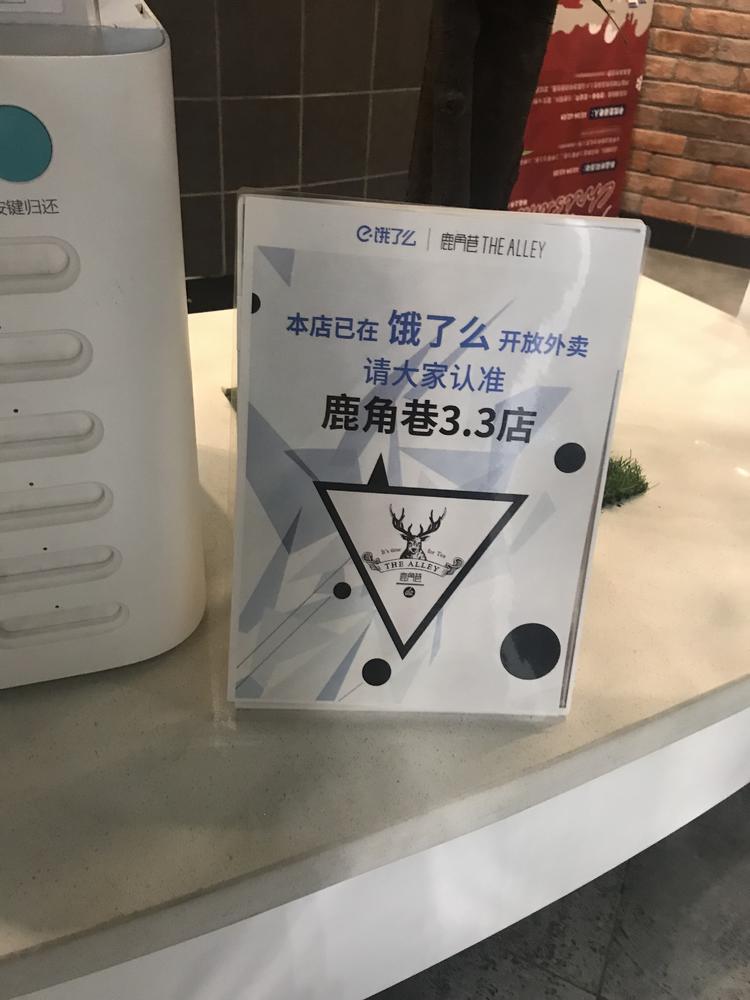 按键归还
饿了么 | 鹿角巷 THE ALLEY
本店已在 饿了么 开放外卖
请大家认准
鹿角巷3.3店
It's time for Tea
THE ALLEY
鹿角巷